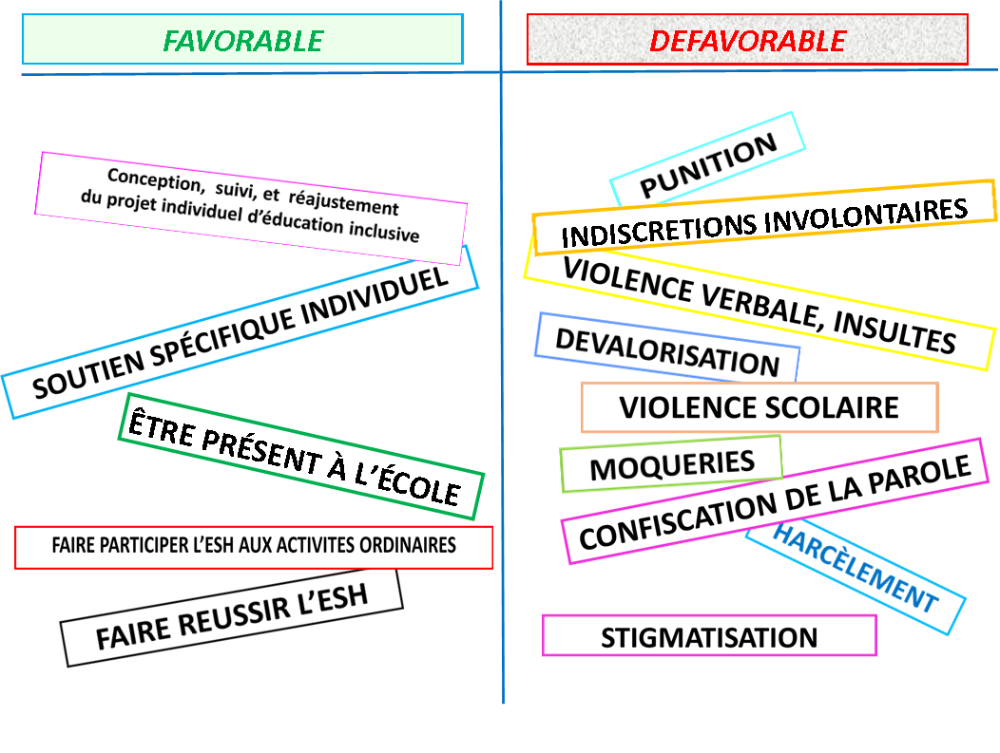 FAVORABLE
DEFAVORABLE
Conception, suivi, et réajustement
du projet individuel d'éducation inclusive
SOUTIEN SPÉCIFIQUE INDIVIDUEL
ÊTRE PRÉSENT À L'ÉCOLE
FAIRE PARTICIPER L'ESH AUX ACTIVITES ORDINAIRES
FAIRE REUSSIR L'ESH
PUNITION
INDISCRETIONS INVOLONTAIRES
VIOLENCE VERBALE, INSULTES
DEVALORISATION
VIOLENCE SCOLAIRE
MOQUERIES
CONFISCATION DE LA PAROLE
HARCÈLEMENT
STIGMATISATION